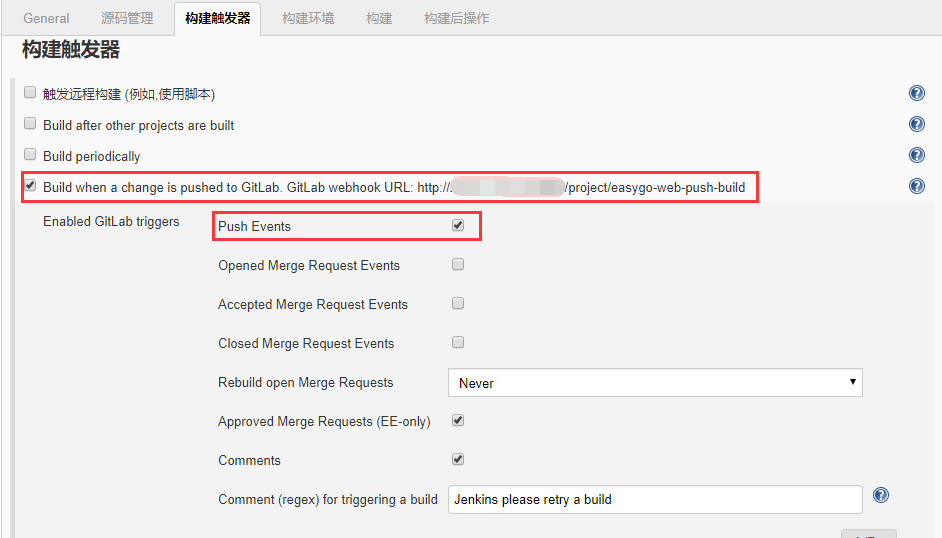 General 源码管理 构建触发器 构建环境 构建 构建后操作
构建触发器
触发远程构建 (例如,使用脚本)
Build after other projects are built
Build periodically
Build when a change is pushed to GitLab. GitLab webhook URL: http:// /project/easygo-web-push-build
Enabled GitLab triggers
Push Events
Opened Merge Request Events
Accepted Merge Request Events
Closed Merge Request Events
Rebuild open Merge Requests
Never
Approved Merge Requests (EE-only)
Comments
Comment (regex) for triggering a build
Jenkins please retry a build